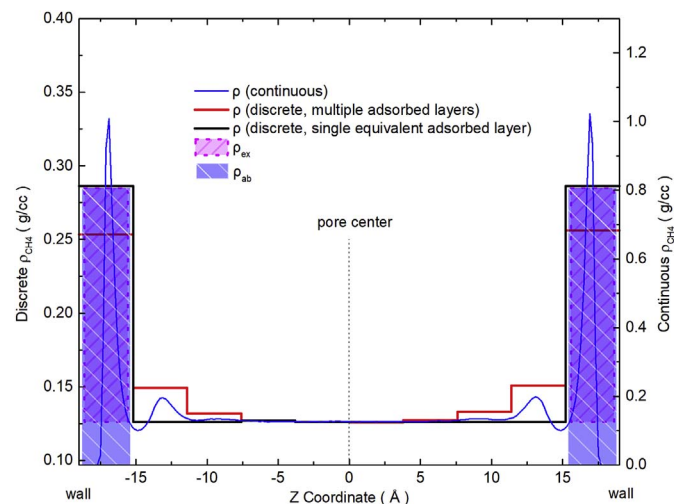 0.40
0.35
0.30
0.25
0.20
0.15
0.10
Discrete ρCH4 ( g/cc)
ρ (continuous)
ρ (discrete, multiple adsorbed layers)
ρ (discrete, single equivalent adsorbed layer)
ρex
ρab
pore center
1.3
1.2
1.0
0.8
0.6
0.4
0.2
0.0
Continuous ρCH4 ( g/cc)
-15 -10 -5 0 5 10 15
wall Z Coordinate ( Å ) wall